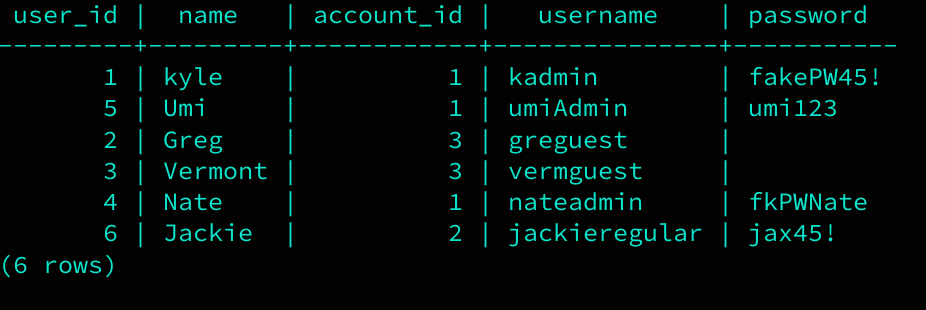 user_id |  name   | account_id |   username    | password
---------+---------+------------+---------------+-----------
       1 | kyle    |          1 | kadmin        | fakePW45!
       5 | Umi     |          1 | umiAdmin      | umi123
       2 | Greg    |          3 | greguest      |
       3 | Vermont |          3 | vermguest     |
       4 | Nate    |          1 | nateadmin     | fkPWNate
       6 | Jackie  |          2 | jackieregular | jax45!
(6 rows)